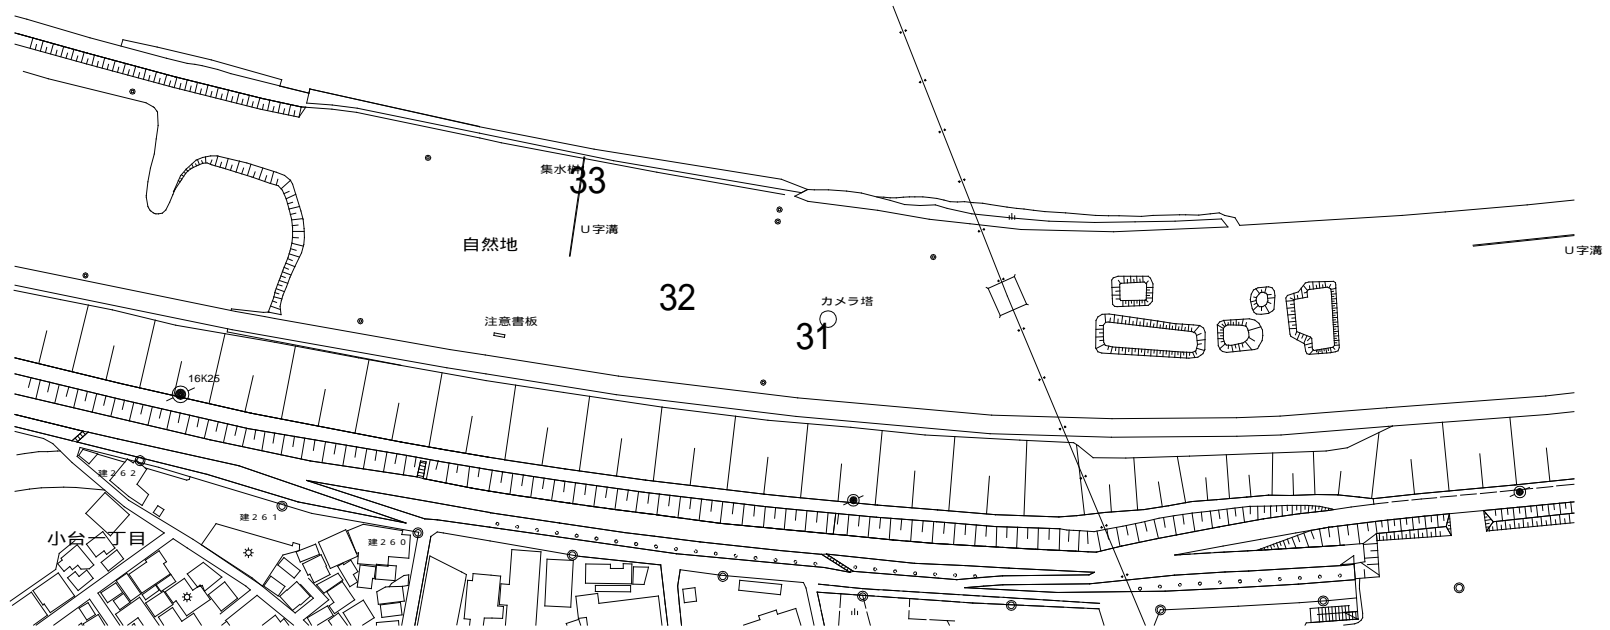 集水桝
33
U字溝
自然地
U字溝
32
カメラ塔
注意書板
31
16K25
建262
建261
小台一丁目
建260